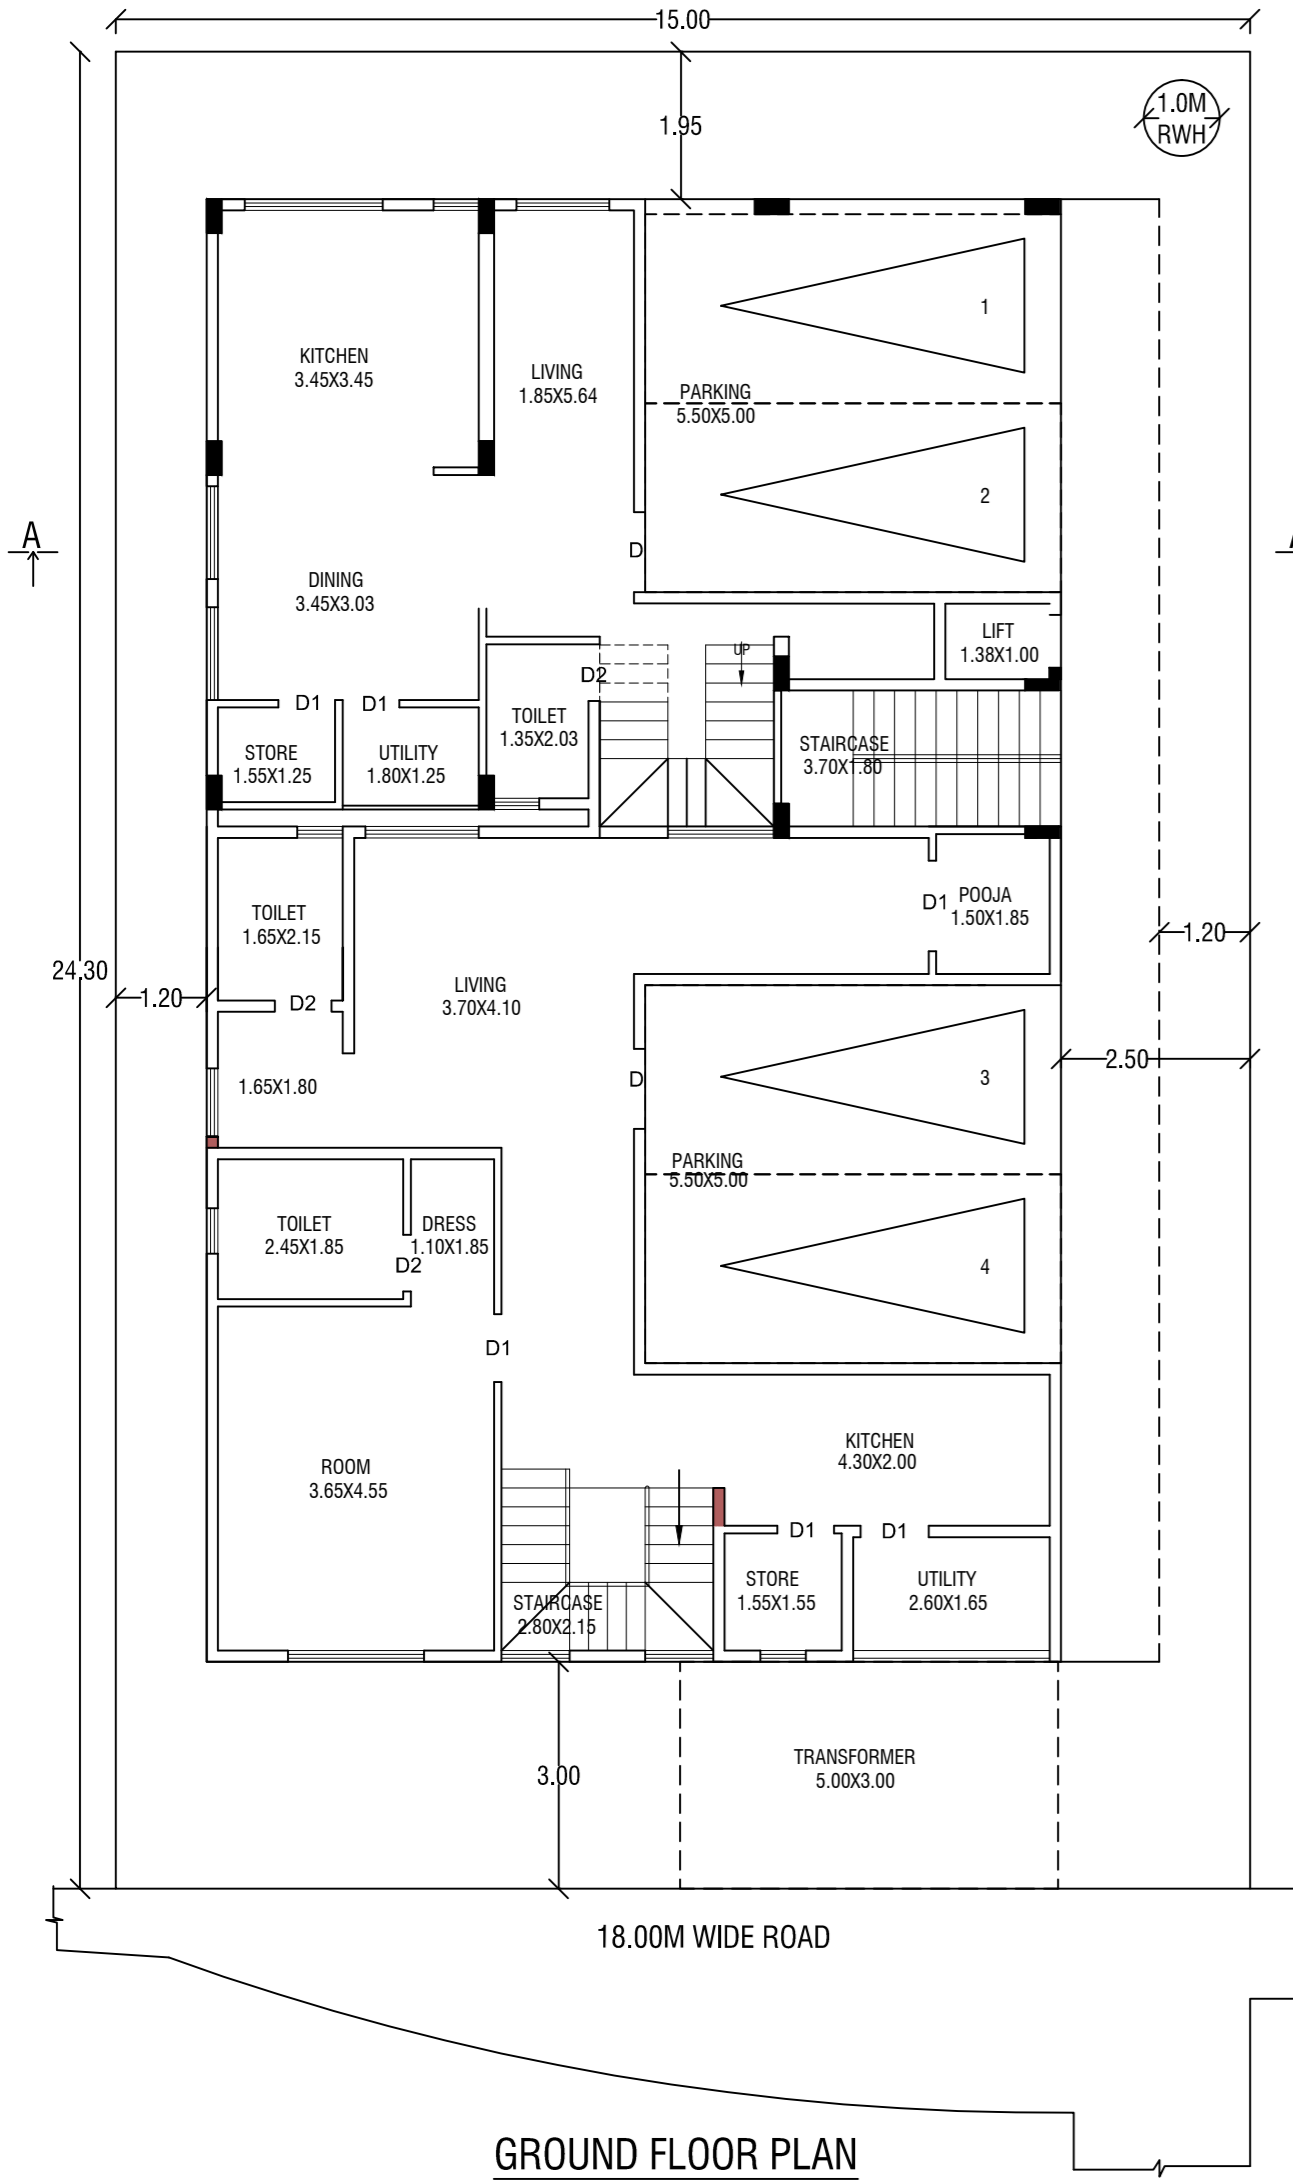 15.00
1.95
1.0M
RWH
KITCHEN
3.45X3.45
LIVING
1.85X5.64
1
PARKING
5.50X5.00
2
A
D
DINING
3.45X3.03
LIFT
1.38X1.00
UP
D2
D1
D1
TOILET
1.35X2.03
STORE
1.55X1.25
UTILITY
1.80X1.25
STAIRCASE
3.70X1.80
TOILET
1.65X2.15
D1
POOJA
1.50X1.85
1.20
24.30
1.20
D2
LIVING
3.70X4.10
2.50
D
3
1.65X1.80
PARKING
5.50X5.00
TOILET
2.45X1.85
DRESS
1.10X1.85
D2
4
D1
ROOM
3.65X4.55
KITCHEN
4.30X2.00
D1
D1
STORE
1.55X1.55
UTILITY
2.60X1.65
STAIRCASE
2.80X2.15
3.00
TRANSFORMER
5.00X3.00
18.00M WIDE ROAD
GROUND FLOOR PLAN